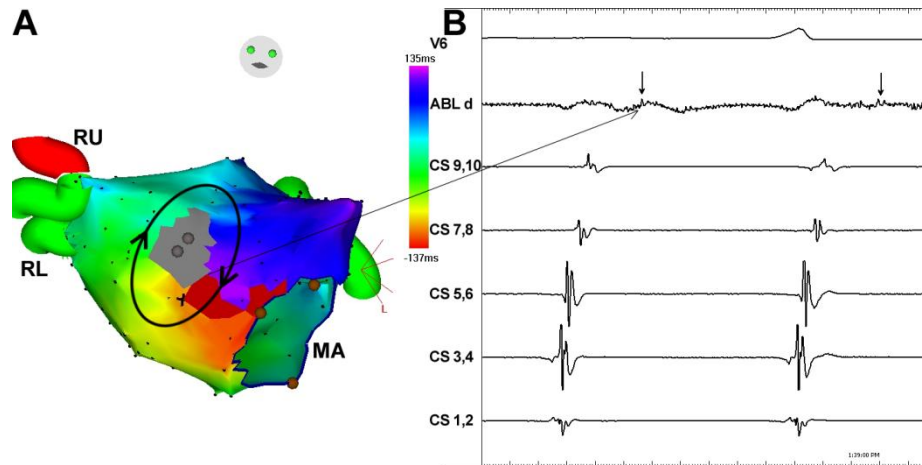 A
B
135ms
-137ms
RU
RL
MA
L
V6
ABL d
CS 9,10
CS 7,8
CS 5,6
CS 3,4
CS 1,2
1:39:00 PM